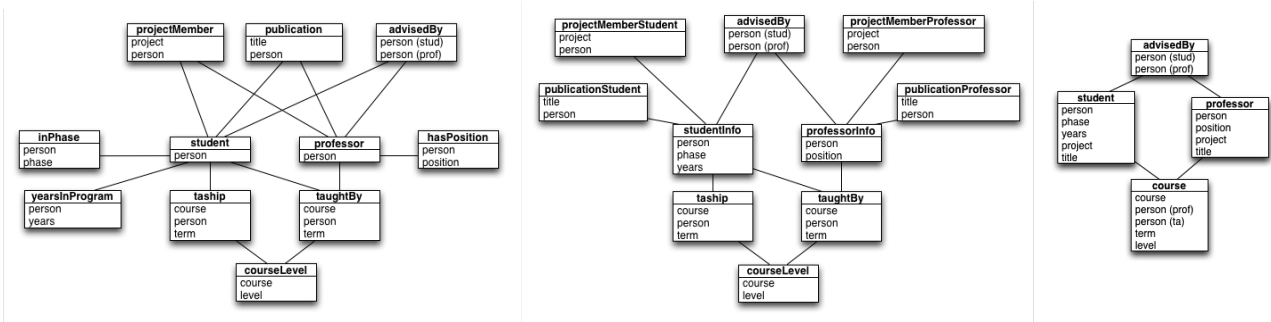 projectMember
project
person
publication
title
person
advisedBy
person (stud)
person (prof)
inPhase
person
phase
student
person
professor
person
hasPosition
person
position
yearsInProgram
person
years
taship
course
person
term
taughtBy
course
person
term
courseLevel
course
level
projectMemberStudent
project
person
advisedBy
person (stud)
person (prof)
projectMemberProfessor
project
person
publicationStudent
title
person
publicationProfessor
title
person
studentInfo
person
phase
years
professorInfo
person
position
taship
course
person
term
taughtBy
course
person
term
courseLevel
course
level
advisedBy
person (stud)
person (prof)
student
person
phase
years
project
title
professor
person
position
project
title
course
course
person (prof)
person (ta)
term
level